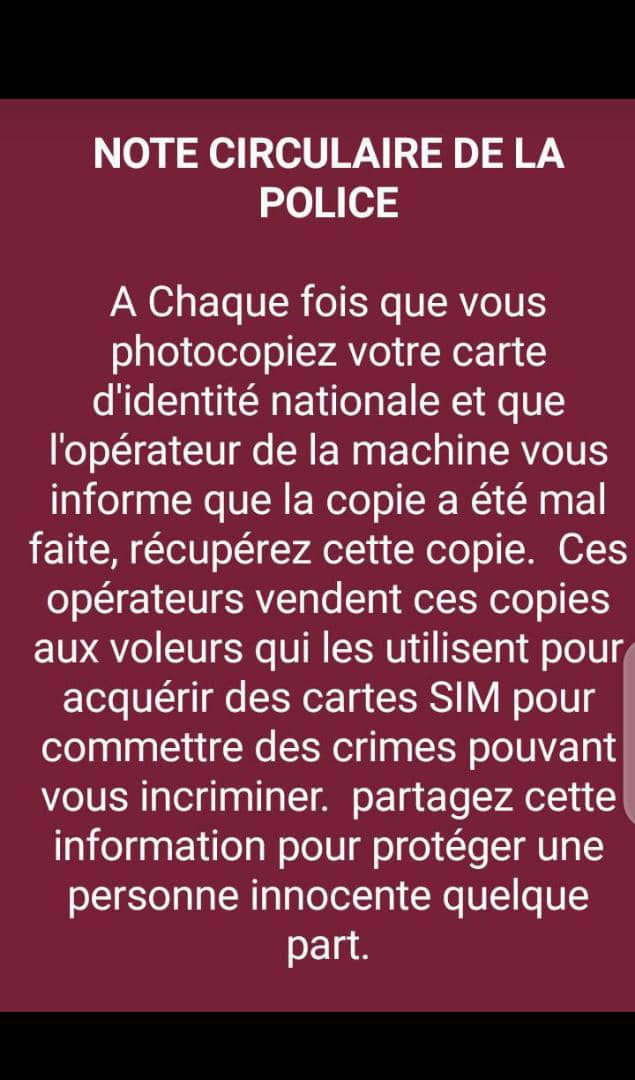 NOTE CIRCULAIRE DE LA
POLICE
A Chaque fois que vous
photocopiez votre carte
d'identité nationale et que
l'opérateur de la machine vous
informe que la copie a été mal
faite, récupérez cette copie.  Ces
opérateurs vendent ces copies
aux voleurs qui les utilisent pour
acquérir des cartes SIM pour
commettre des crimes pouvant
vous incriminer.  partagez cette
information pour protéger une
personne innocente quelque
part.